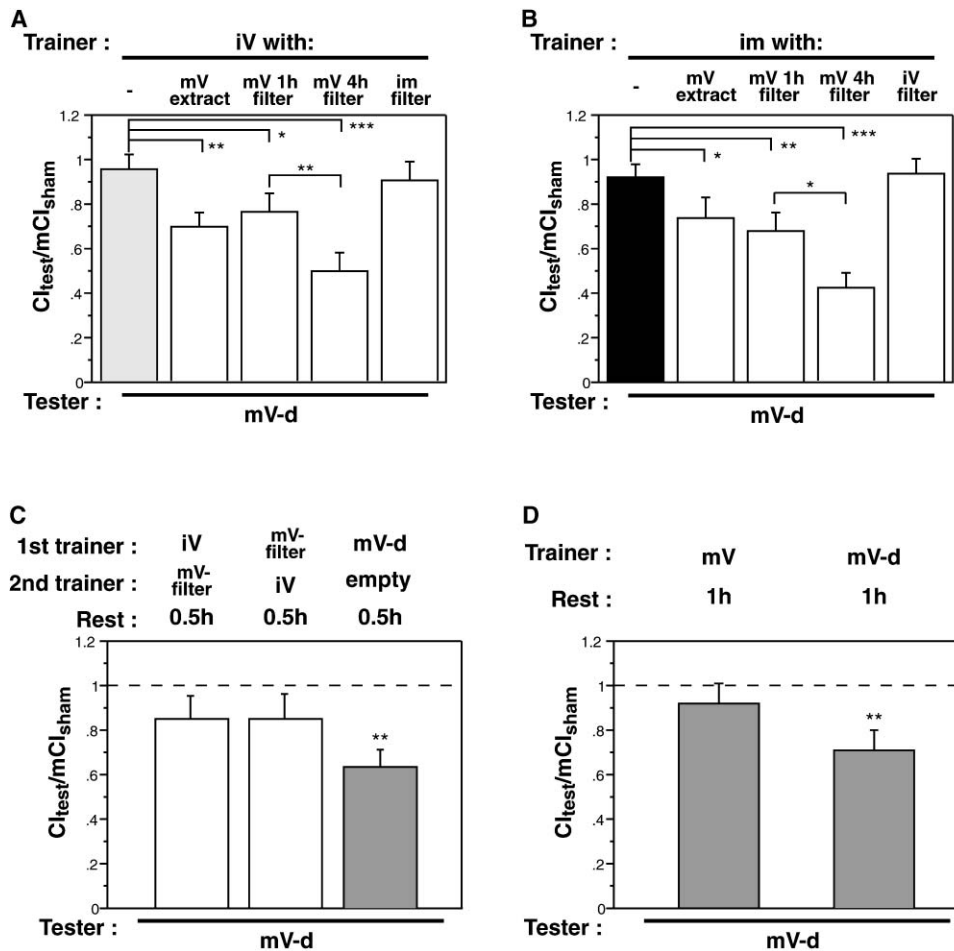 A
Trainer : iV with:
- mV extract mV 1h filter mV 4h filter im filter
1.2
1
.8
.6
.4
.2
0
CItest/mCIsham
***
*
**
**
Tester : mV-d
B
Trainer : im with:
- mV extract mV 1h filter mV 4h filter iV filter
1.2
1
.8
.6
.4
.2
0
CItest/mCIsham
***
**
*
*
Tester : mV-d
C
1st trainer : iV mV-filter mV-d
2nd trainer : mV-filter iV empty
Rest : 0.5h 0.5h 0.5h
1.2
1
.8
.6
.4
.2
0
CItest/mCIsham
**
Tester : mV-d
D
Trainer : mV mV-d
Rest : 1h 1h
1.2
1
.8
.6
.4
.2
0
CItest/mCIsham
**
Tester : mV-d